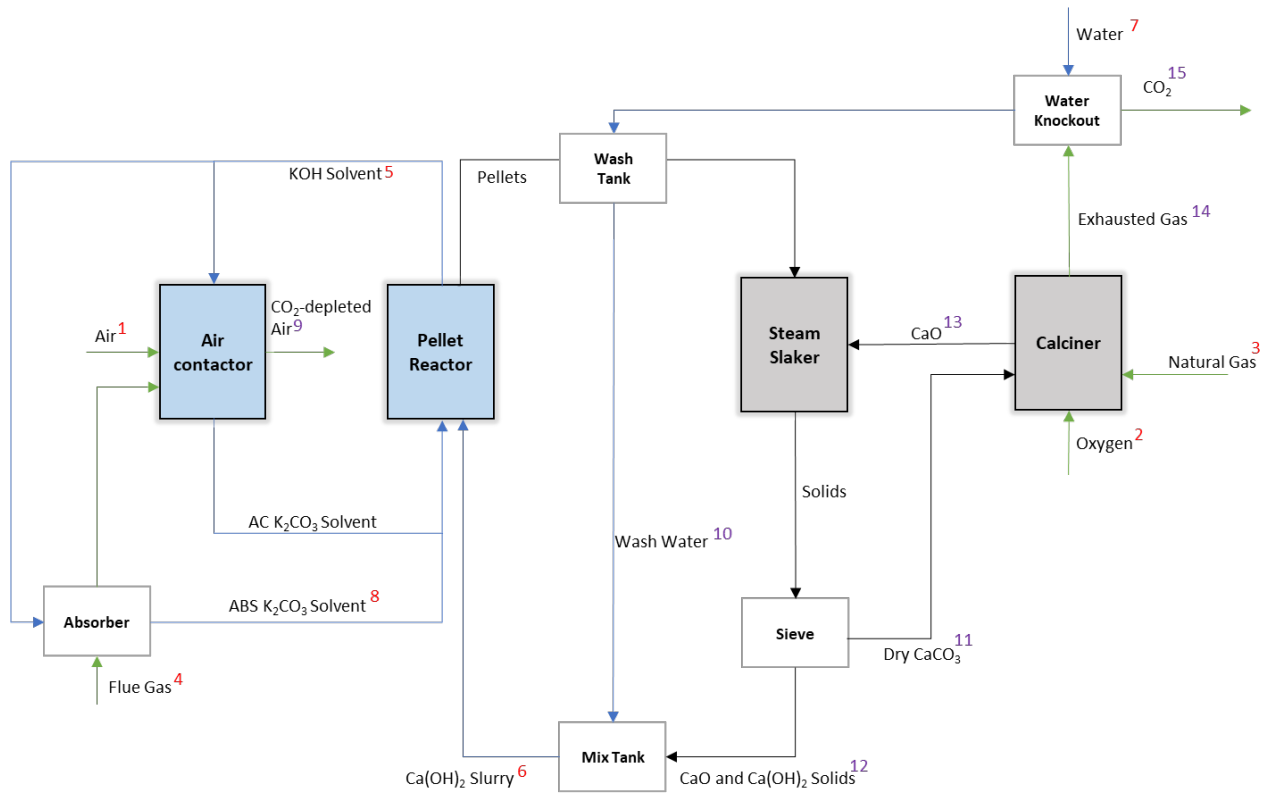 Water 7
15
CO₂
Water
Knockout
Wash
Tank
KOH Solvent 5
Pellets
Exhausted Gas 14
CO₂-depleted
Air 9
Air 1
Air
contactor
Pellet
Reactor
Steam
Slaker
CaO 13
Calciner
Natural Gas 3
Oxygen 2
Solids
AC K₂CO₃ Solvent
Wash Water 10
ABS K₂CO₃ Solvent 8
Absorber
Sieve
Dry CaCO₃ 11
Flue Gas 4
Mix Tank
Ca(OH)₂ Slurry 6
CaO and Ca(OH)₂ Solids 12